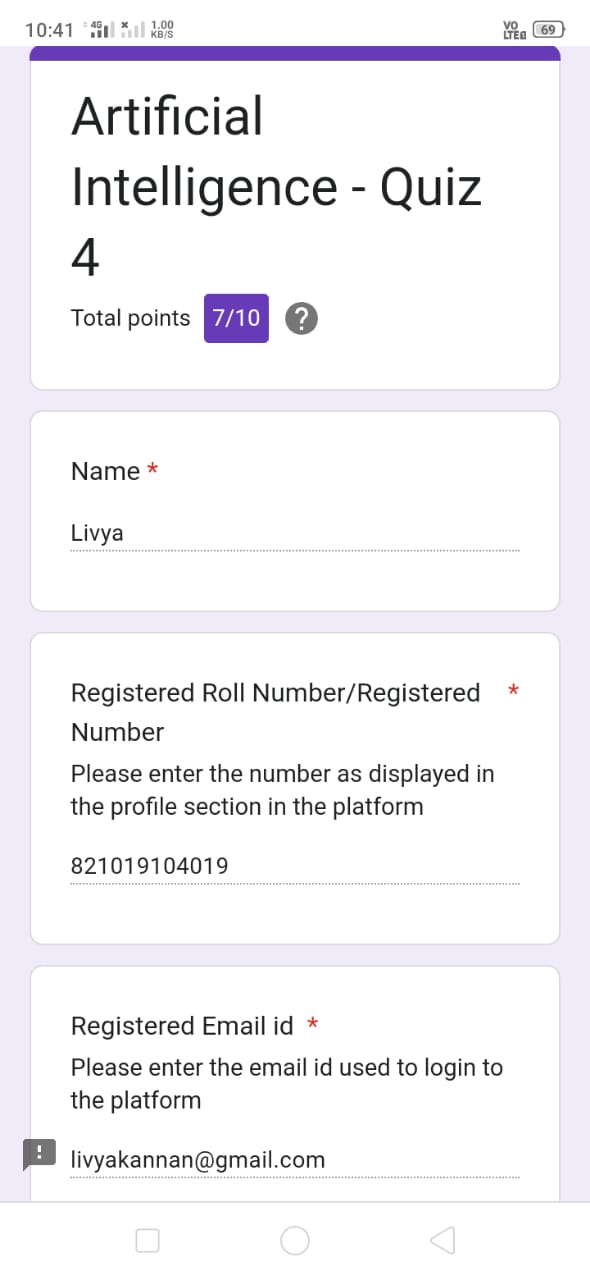 10:41 4G 1.00 KB/S VO LTE 69
Artificial
Intelligence - Quiz
4
Total points 7/10 ?
Name *
Livya
Registered Roll Number/Registered *
Number
Please enter the number as displayed in
the profile section in the platform
821019104019
Registered Email id *
Please enter the email id used to login to
the platform
! livyakannan@gmail.com